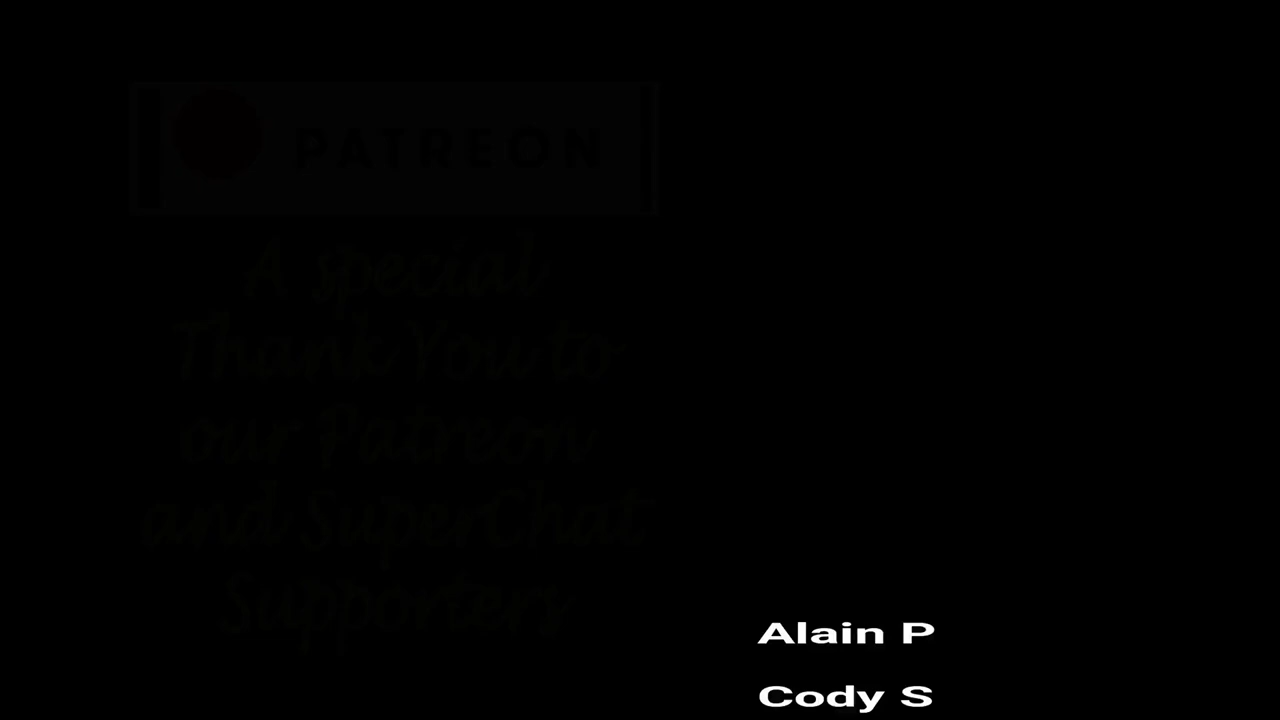 PATREON
A special
Thank You to
our Patreon
and SuperChat
Supporters
Alain P
Cody S